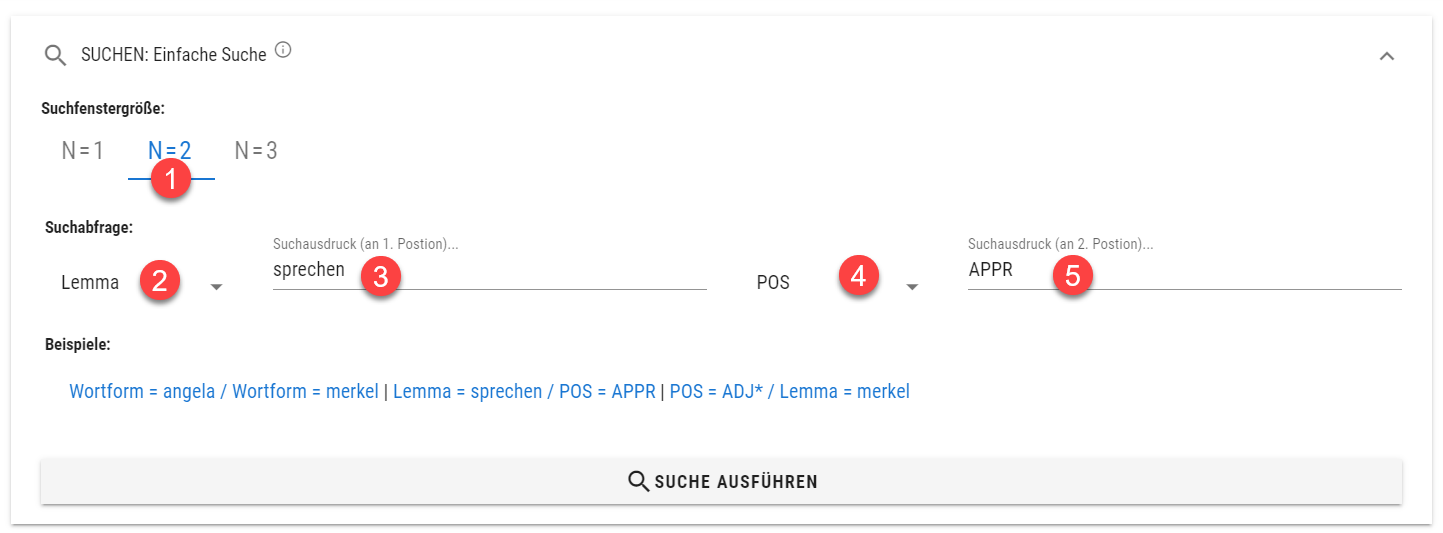 SUCHEN: Einfache Suche
Suchfenstergröße:
N=1 N=2 N=3
1
Suchabfrage:
Suchausdruck (an 1. Postion)... Suchausdruck (an 2. Postion)...
Lemma 2 sprechen 3 POS 4 APPR 5
Beispiele:
Wortform = angela / Wortform = merkel | Lemma = sprechen / POS = APPR | POS = ADJ* / Lemma = merkel
SUCHE AUSFÜHREN